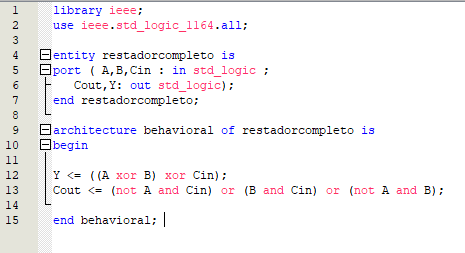 1 library ieee;
2 use ieee.std_logic_1164.all;
3
4 entity restadorcompleto is
5 port ( A,B,Cin : in std_logic ;
6 Cout,Y: out std_logic);
7 end restadorcompleto;
8
9 architecture behavioral of restadorcompleto is
10 begin
11
12 Y <= ((A xor B) xor Cin);
13 Cout <= (not A and Cin) or (B and Cin) or (not A and B);
14
15 end behavioral;